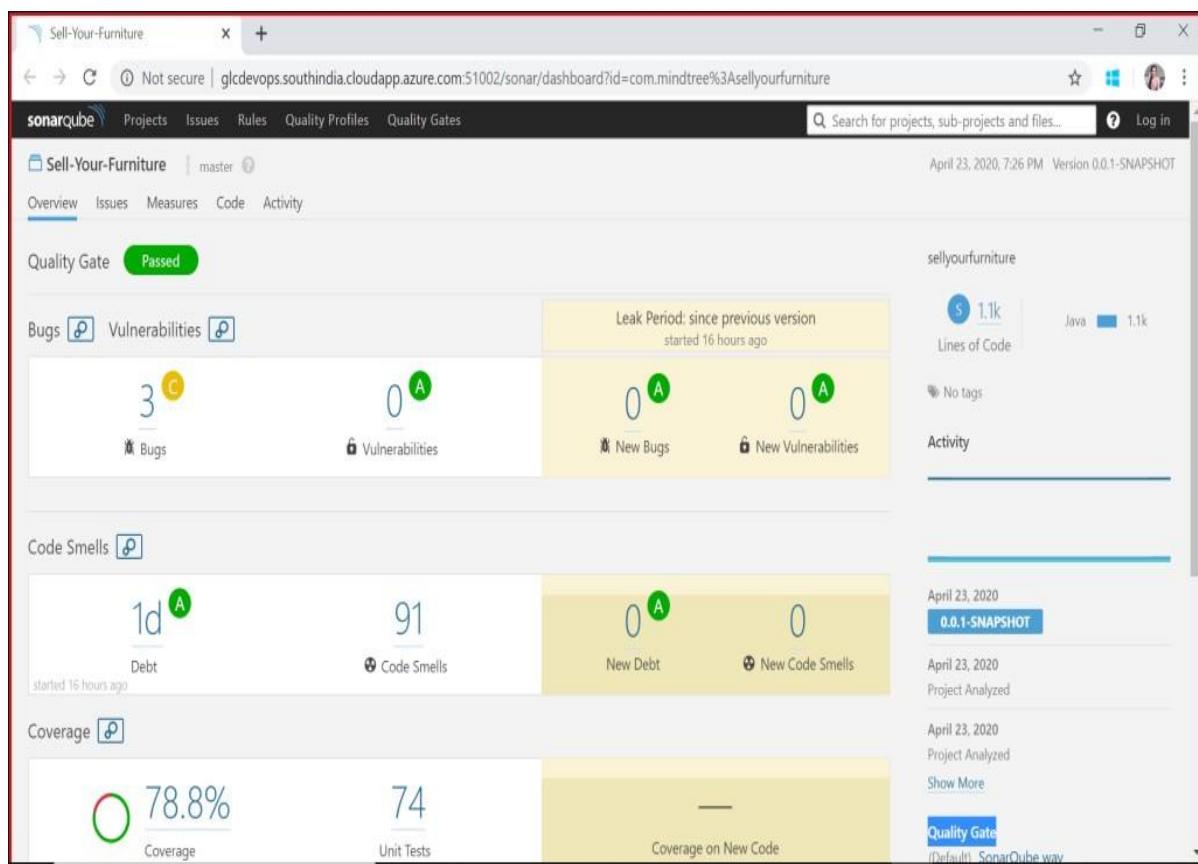 Sell-Your-Furniture
Not secure | glcdevops.southindia.cloudapp.azure.com:51002/sonar/dashboard?id=com.mindtree%3Asellyourfurniture
sonarqube Projects Issues Rules Quality Profiles Quality Gates Search for projects, sub-projects and files... Log in
Sell-Your-Furniture master April 23, 2020, 7:26 PM Version 0.0.1-SNAPSHOT
Overview Issues Measures Code Activity
Quality Gate Passed
Bugs Vulnerabilities
Leak Period: since previous version
started 16 hours ago
3 C 0 A 0 A 0 A
Bugs Vulnerabilities New Bugs New Vulnerabilities
Code Smells
1d A 91 0 A 0
Debt Code Smells New Debt New Code Smells
started 16 hours ago
Coverage
78.8% 74 —
Coverage Unit Tests Coverage on New Code
sellyourfurniture
S 1.1k Java 1.1k
Lines of Code
No tags
Activity
April 23, 2020
0.0.1-SNAPSHOT
April 23, 2020
Project Analyzed
April 23, 2020
Project Analyzed
Show More
Quality Gate
(Default) SonarQube way